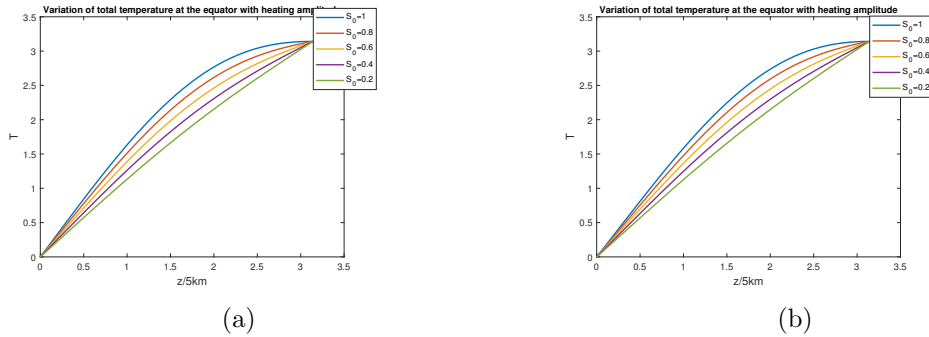 Variation of total temperature at the equator with heating amplitude
S0=1
S0=0.8
S0=0.6
S0=0.4
S0=0.2
T
3.5
3
2.5
2
1.5
1
0.5
0
0 0.5 1 1.5 2 2.5 3 3.5
z/5km
(a)
Variation of total temperature at the equator with heating amplitude
S0=1
S0=0.8
S0=0.6
S0=0.4
S0=0.2
T
3.5
3
2.5
2
1.5
1
0.5
0
0 0.5 1 1.5 2 2.5 3 3.5
z/5km
(b)